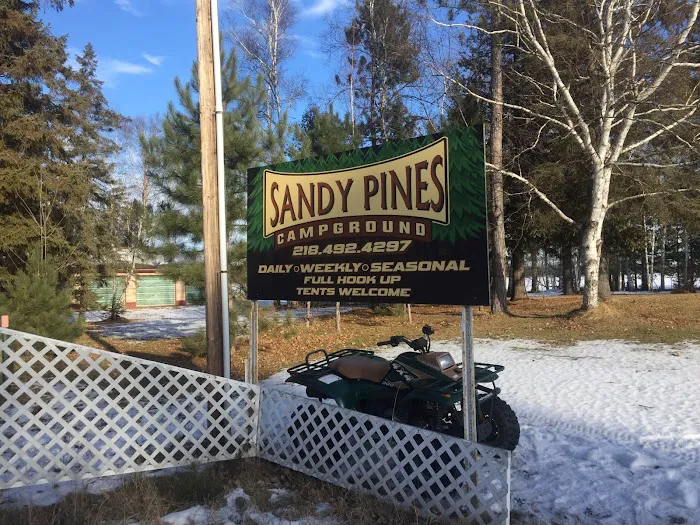 SANDY PINES
CAMPGROUND
218.492.4297
DAILY WEEKLY SEASONAL
FULL HOOK UP
TENTS WELCOME